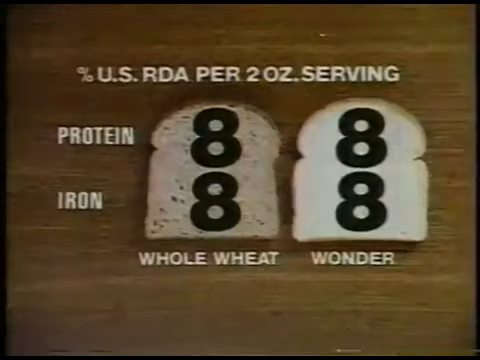 % U.S. RDA PER 2 OZ. SERVING
PROTEIN 8 8
IRON 8 8
WHOLE WHEAT WONDER